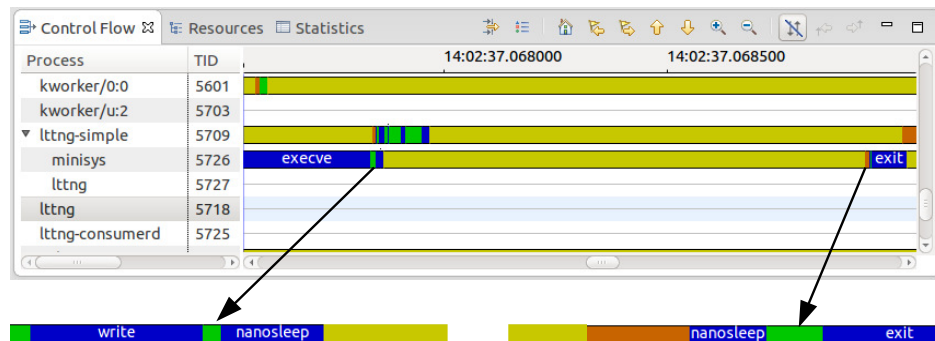 Control Flow Resources Statistics
Process TID 14:02:37.068000 14:02:37.068500
kworker/0:0 5601
kworker/u:2 5703
lttng-simple 5709
minisys 5726 execve exit
lttng 5727
lttng 5718
lttng-consumerd 5725
write nanosleep nanosleep exit